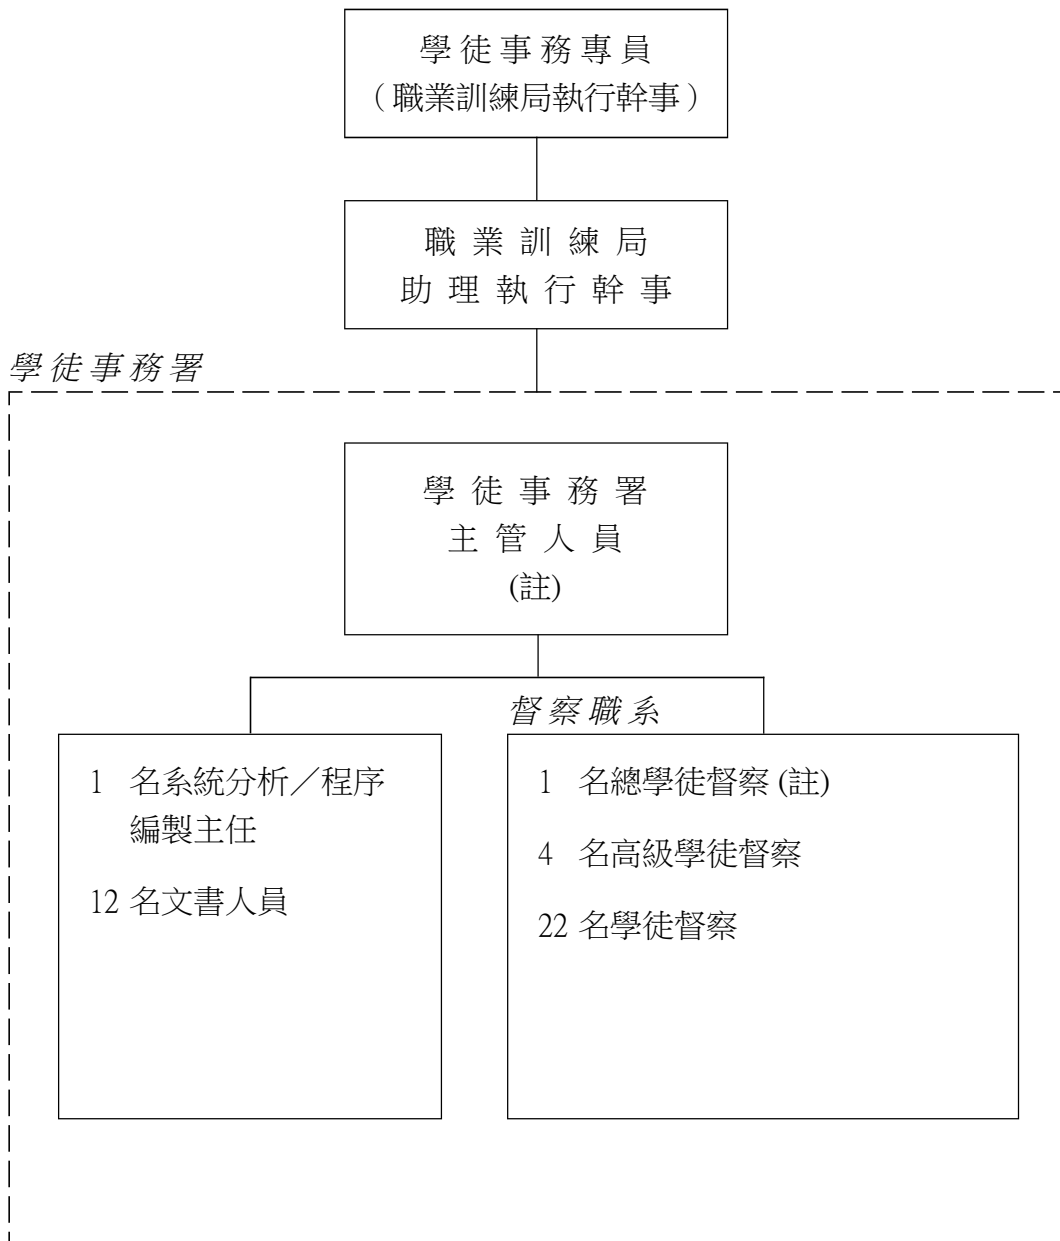 學徒事務專員
（職業訓練局執行幹事）
職業訓練局
助理執行幹事
學徒事務署
學徒事務署
主管人員
(註)
督察職系
1 名系統分析／程序
編製主任
12 名文書人員
1 名總學徒督察 (註)
4 名高級學徒督察
22 名學徒督察